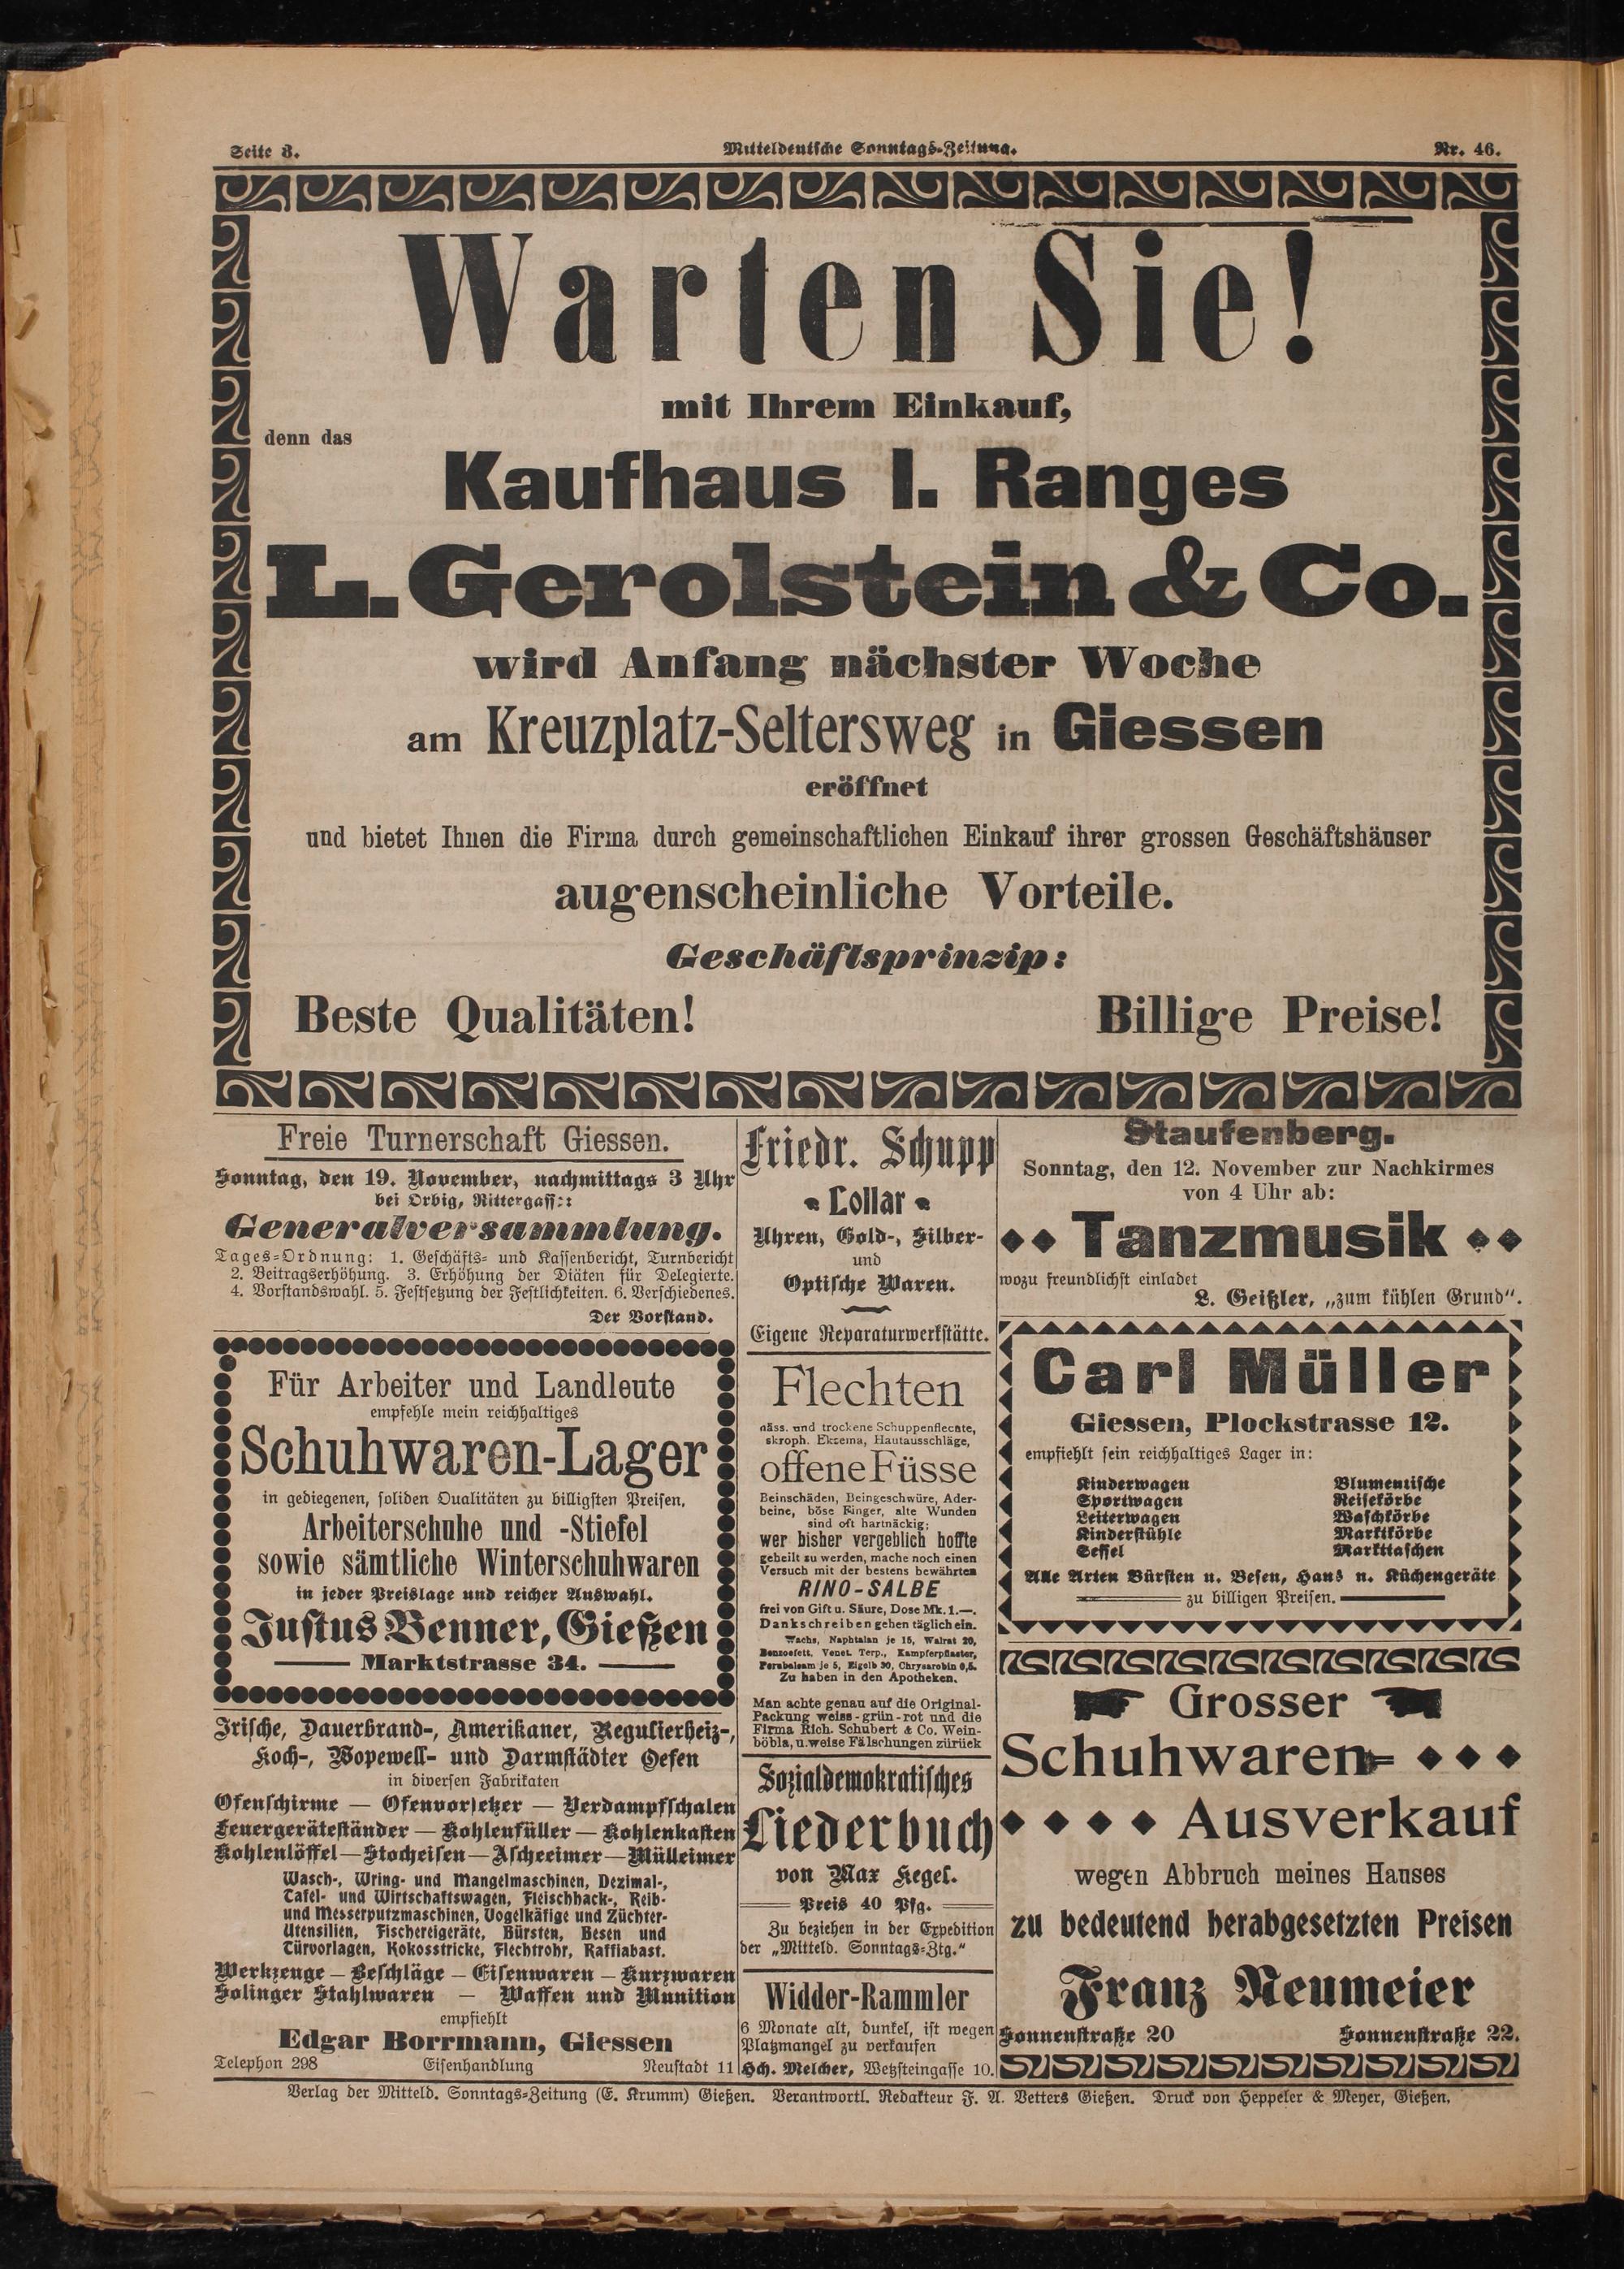 Seite 8.
Mitteldeutsche Sonntags-Zeitung.
Nr. 46.
Warten Sie!
mit Ihrem Einkauf,
denn das
Kaufhaus I. Ranges
L. Gerolstein & Co.
wird Anfang nächster Woche
am Kreuzplatz-Seltersweg in Giessen
eröffnet
und bietet Ihnen die Firma durch gemeinschaftlichen Einkauf ihrer grossen Geschäftshäuser
augenscheinliche Vorteile.
Geschäftsprinzip:
Beste Qualitäten!
Billige Preise!
Freie Turnerschaft Giessen.
Sonntag, den 19. November, nachmittags 3 Uhr
bei Orbig, Rittergasse:
Generalversammlung.
Tages-Ordnung: 1. Geschäfts- und Kassenbericht, Turnbericht
2. Beitragserhöhung. 3. Erhöhung der Diäten für Delegierte.
4. Vorstandswahl. 5. Festsetzung der Festlichkeiten. 6. Verschiedenes.
Der Vorstand.
Für Arbeiter und Landleute
empfehle mein reichhaltiges
Schuhwaren-Lager
in gediegenen, soliden Qualitäten zu billigsten Preisen,
Arbeiterschuhe und -Stiefel
sowie sämtliche Winterschuhwaren
in jeder Preislage und reicher Auswahl.
Justus Benner, Gießen
Marktstrasse 34.
Irische, Dauerbrand-, Amerikaner, Regulierheiz-,
Koch-, Wopewell- und Darmstädter Oefen
in diversen Fabrikaten
Ofenschirme — Ofenvorsetzer — Verdampfschalen
Feuergeräteständer — Kohlenfüller — Kohlenkasten
Kohlenlöffel — Stocheisen — Ascheeimer — Mülleimer
Wasch-, Wring- und Mangelmaschinen, Dezimal-,
Tafel- und Wirtschaftswagen, Fleischhack-, Reib-
und Messerputzmaschinen, Vogelkäfige und Züchter-
Utensilien, Fischereigeräte, Bürsten, Besen und
Türvorlagen, Kokosstricke, Flechtrohr, Raffiabast.
Werkzeuge — Beschläge — Eisenwaren — Kurzwaren
Solinger Stahlwaren — Waffen und Munition
empfiehlt
Edgar Borrmann, Giessen
Telephon 298 Eisenhandlung Neustadt 11
Friedr. Schupp
Lollar
Uhren, Gold-, Silber-
und
Optische Waren.
Eigene Reparaturwerkstätte.
Flechten
näss. und trockene Schuppenflechte,
skroph. Ekzema, Hautausschläge,
offene Füsse
Beinschäden, Beingeschwüre, Ader-
beine, böse Finger, alte Wunden
sind oft hartnäckig;
wer bisher vergeblich hoffte
geheilt zu werden, mache noch einen
Versuch mit der bestens bewährten
RINO-SALBE
frei von Gift u. Säure, Dose Mk. 1.—.
Dankschreiben gehen täglich ein.
Wachs, Naphtalan je 15, Walrat 20,
Benzoefett, Venet. Terp., Kampferpflaster,
Perubalsam je 5, Eigelb 30, Chrysarobin 0,5.
Zu haben in den Apotheken.
Man achte genau auf die Original-
Packung weiss-grün-rot und die
Firma Rich. Schubert & Co. Wein-
böhla, u. weise Fälschungen zurück
Sozialdemokratisches
Liederbuch
von Max Kegel.
Preis 40 Pfg.
Zu beziehen in der Expedition
der „Mitteld. Sonntags-Ztg."
Widder-Rammler
6 Monate alt, dunkel, ist wegen
Platzmangel zu verkaufen
Hch. Melcher, Wetzsteingasse 10.
Staufenberg.
Sonntag, den 12. November zur Nachkirmes
von 4 Uhr ab:
Tanzmusik
wozu freundlichst einladet
L. Geißler, „zum kühlen Grund".
Carl Müller
Giessen, Plockstrasse 12.
empfiehlt sein reichhaltiges Lager in:
Kinderwagen Blumentische
Sportwagen Reisekörbe
Leiterwagen Waschkörbe
Kinderstühle Marktkörbe
Sessel Markttaschen
Alle Arten Bürsten u. Besen, Haus u. Küchengeräte
zu billigen Preisen.
Grosser
Schuhwaren-
Ausverkauf
wegen Abbruch meines Hauses
zu bedeutend herabgesetzten Preisen
Franz Neumeier
Sonnenstraße 20 Sonnenstraße 22.
Verlag der Mitteld. Sonntags-Zeitung (E. Krumm) Gießen. Verantwortl. Redakteur F. A. Vetters Gießen. Druck von Heppeler & Meyer, Gießen.